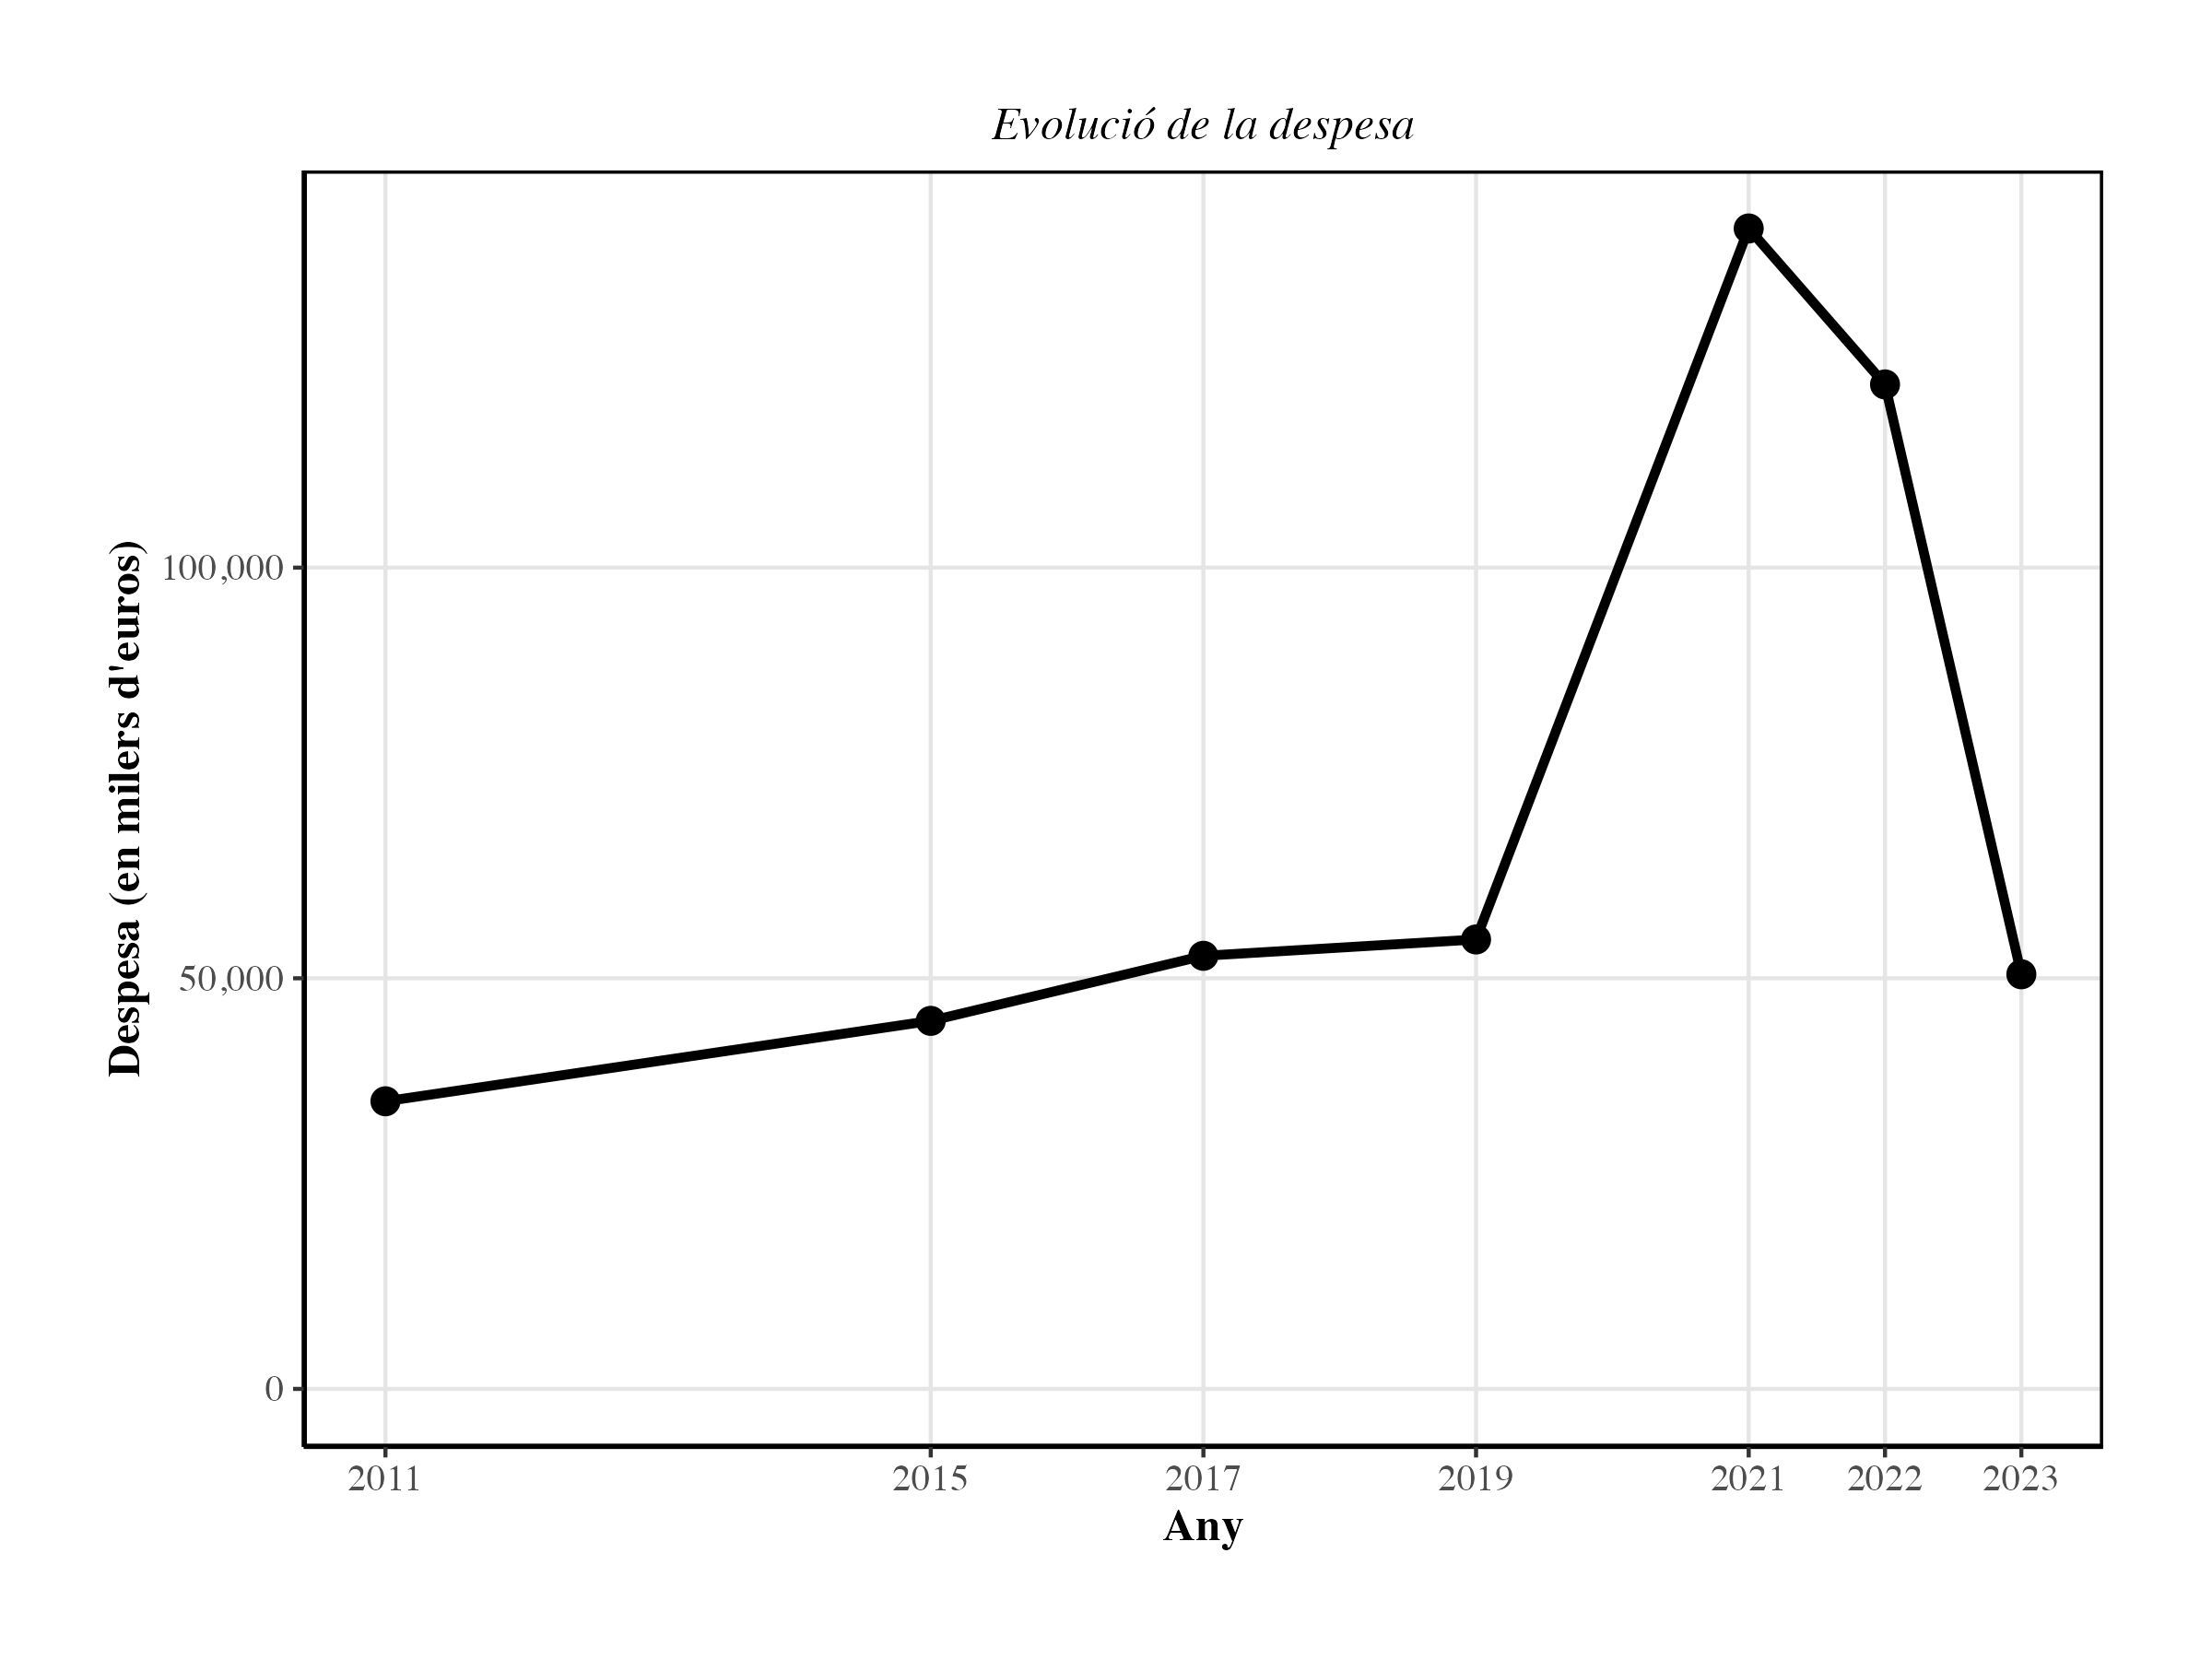 Evolució de la despesa
Despesa (en milers d'euros)
100,000
50,000
0
2011 2015 2017 2019 2021 2022 2023
Any